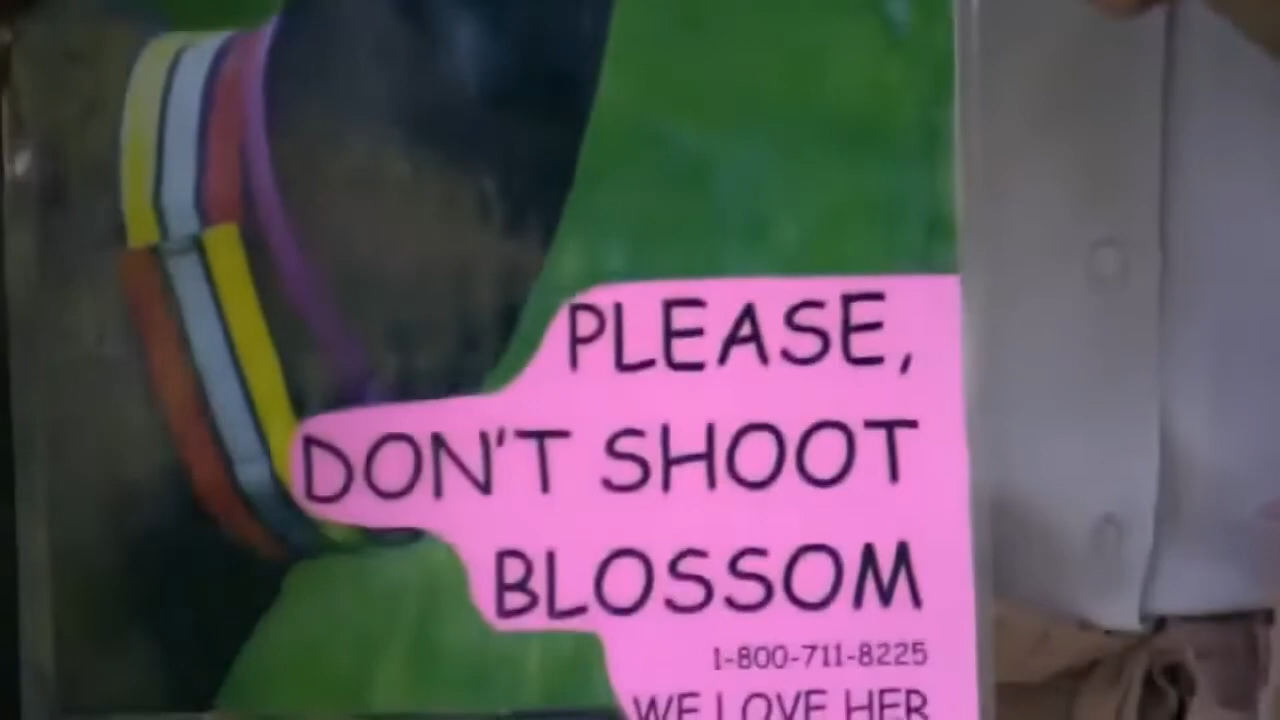 PLEASE,
DON'T SHOOT
BLOSSOM
1-800-711-8225
WE LOVE HER